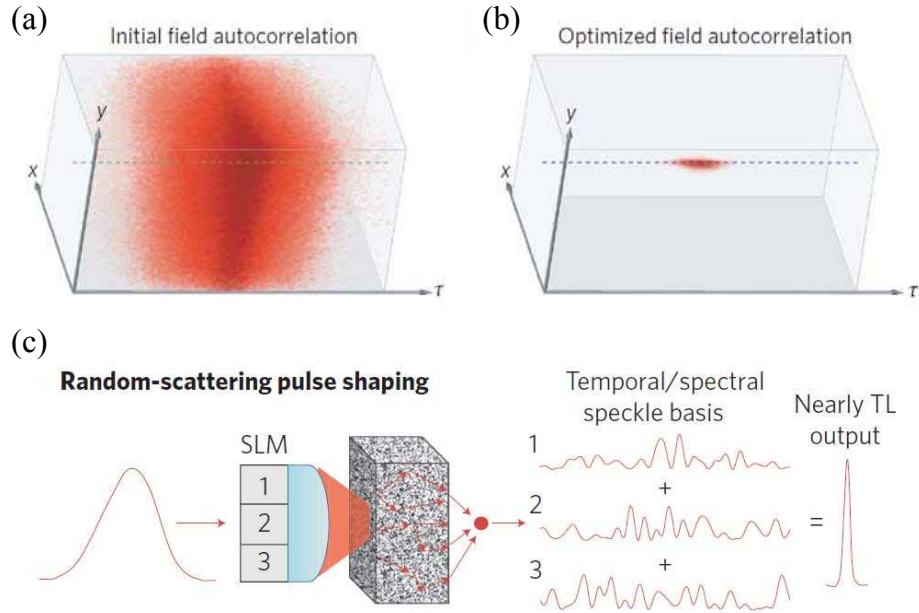 (a)
Initial field autocorrelation
y
x
τ
(b)
Optimized field autocorrelation
y
x
τ
(c)
Random-scattering pulse shaping
SLM
1
2
3
Temporal/spectral
speckle basis
1
+
2
+
3
=
Nearly TL
output